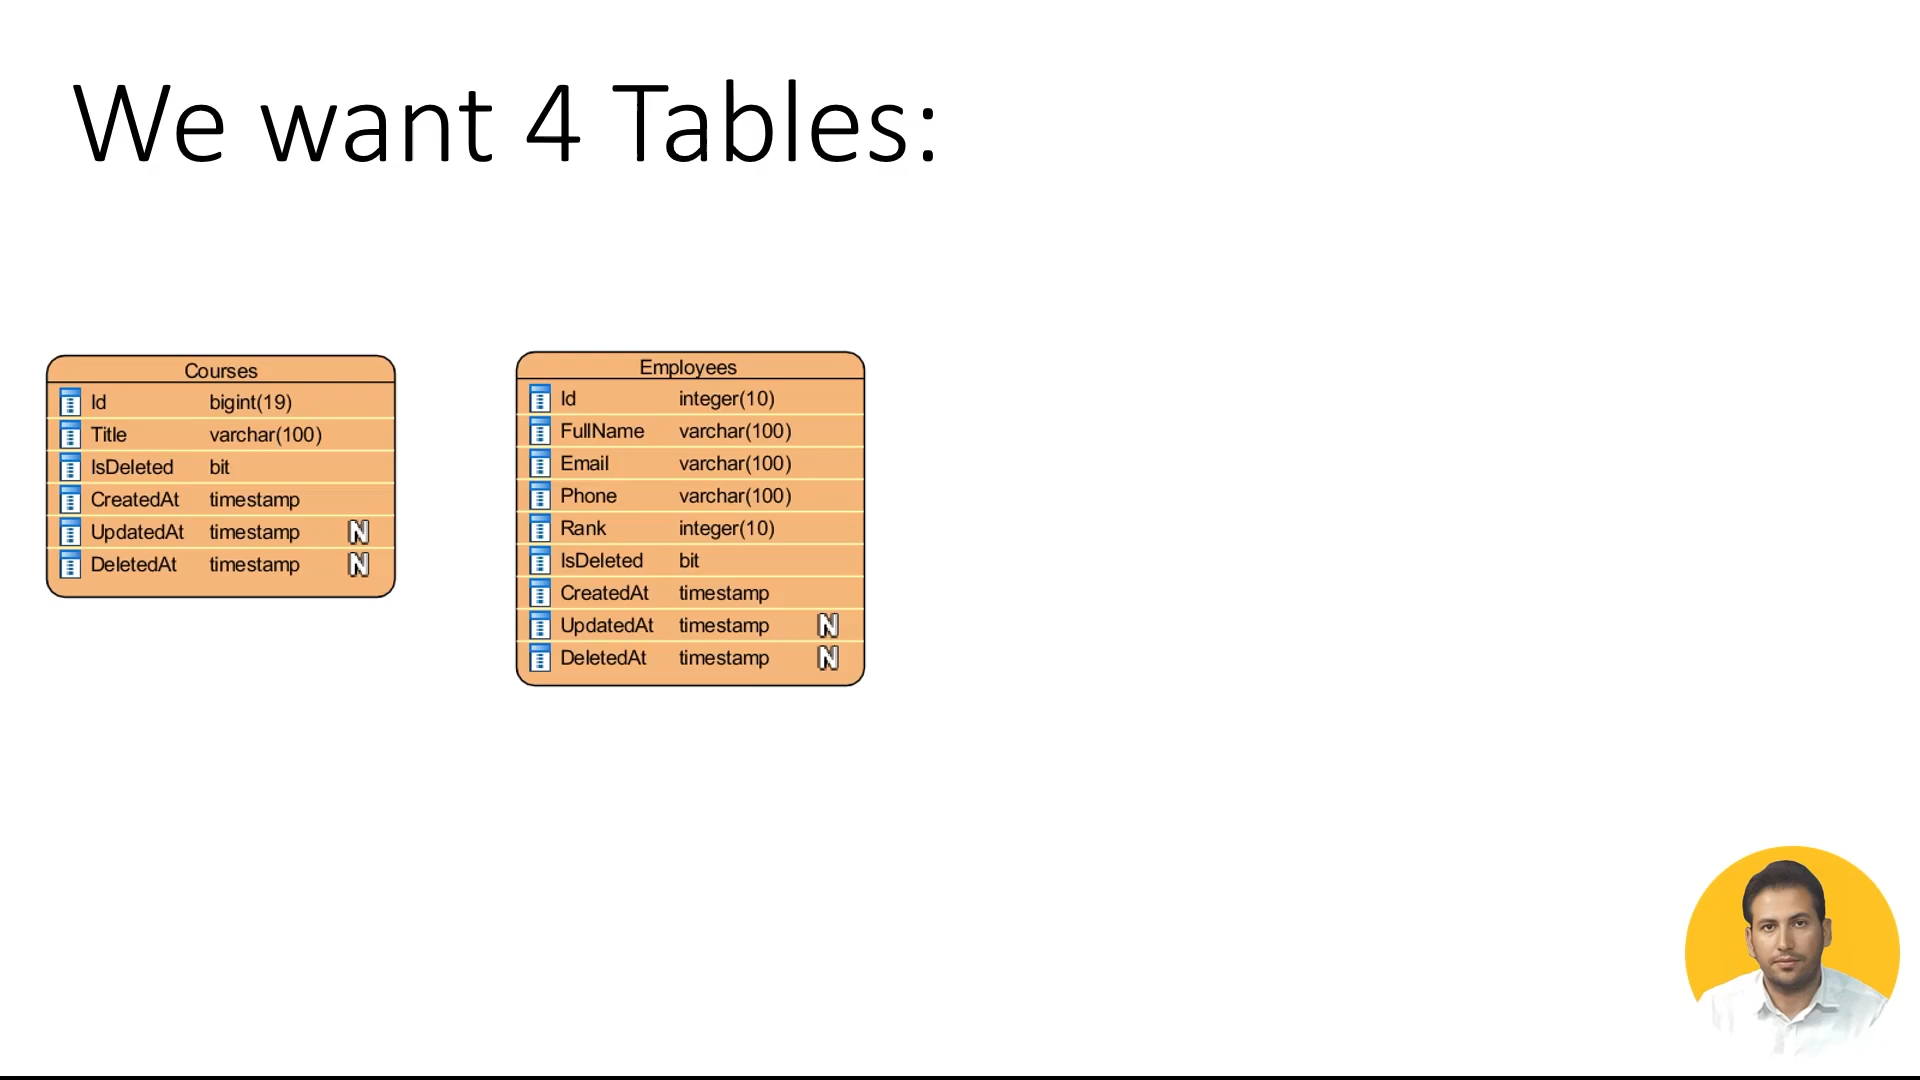 We want 4 Tables:
Courses
Id bigint(19)
Title varchar(100)
IsDeleted bit
CreatedAt timestamp
UpdatedAt timestamp N
DeletedAt timestamp N
Employees
Id integer(10)
FullName varchar(100)
Email varchar(100)
Phone varchar(100)
Rank integer(10)
IsDeleted bit
CreatedAt timestamp
UpdatedAt timestamp N
DeletedAt timestamp N